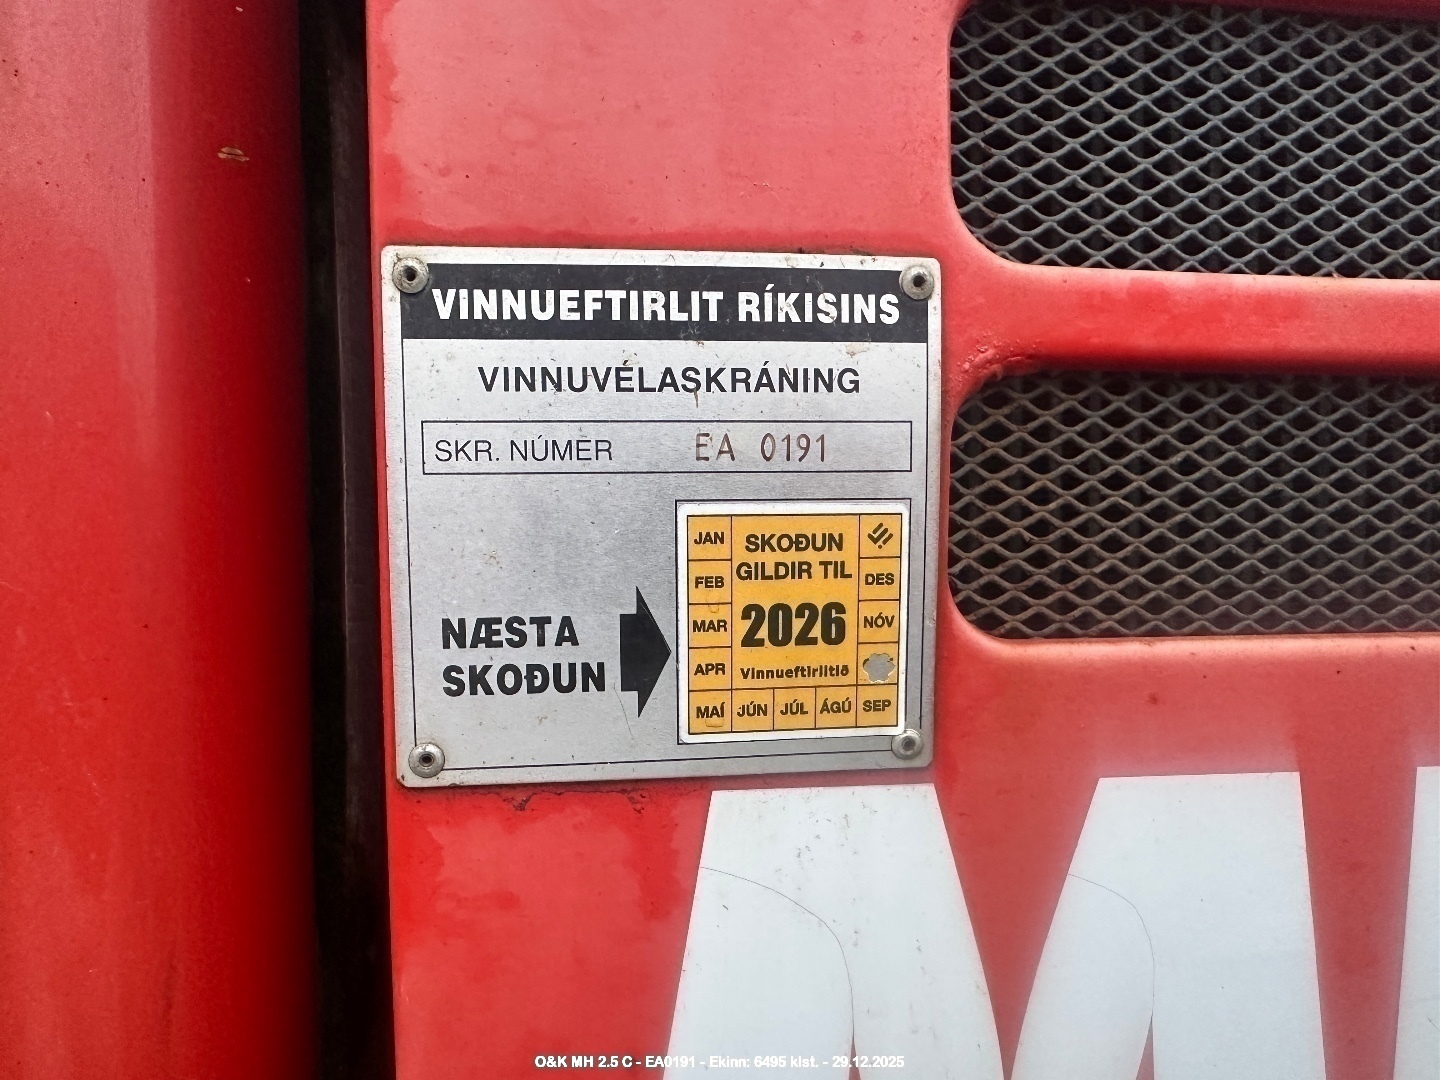 VINNUEFTIRLIT RÍKISINS
VINNUVÉLASKRÁNING
SKR. NÚMER EA 0191
NÆSTA
SKOÐUN
JAN SKOÐUN
FEB GILDIR TIL DES
MAR 2026 NÓV
APR Vinnueftirlitið
MAÍ JÚN JÚL ÁGÚ SEP
O&K MH 2.5 C - EA0191 - Ekinn: 6495 klst. - 29.12.2025